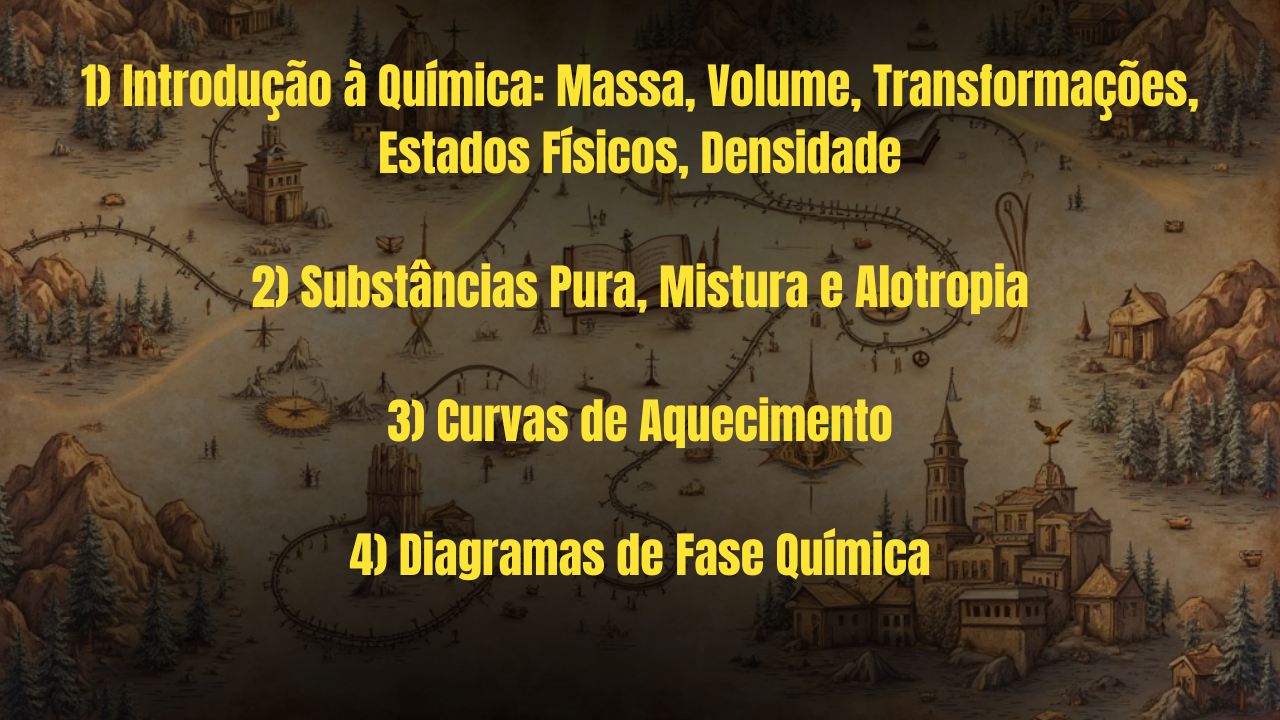 1) Introdução à Química: Massa, Volume, Transformações,
Estados Físicos, Densidade
2) Substâncias Pura, Mistura e Alotropia
3) Curvas de Aquecimento
4) Diagramas de Fase Química